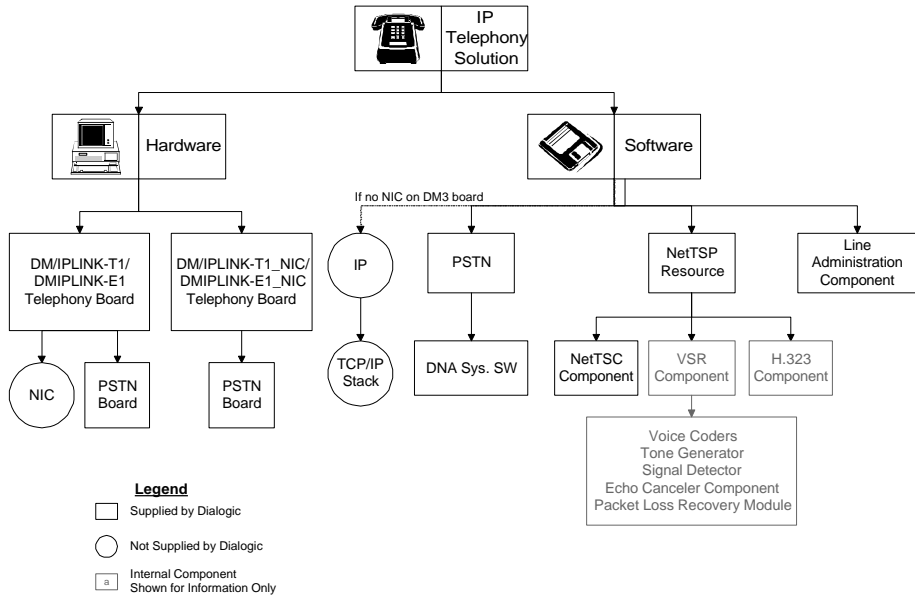 IP
Telephony
Solution
Hardware
Software
If no NIC on DM3 board
DM/IPLINK-T1/
DMIPLINK-E1
Telephony Board
DM/IPLINK-T1_NIC/
DMIPLINK-E1_NIC
Telephony Board
IP
PSTN
NetTSP
Resource
Line
Administration
Component
NIC
PSTN
Board
PSTN
Board
TCP/IP
Stack
DNA Sys. SW
NetTSC
Component
VSR
Component
H.323
Component
Voice Coders
Tone Generator
Signal Detector
Echo Canceler Component
Packet Loss Recovery Module
Legend
Supplied by Dialogic
Not Supplied by Dialogic
a
Internal Component
Shown for Information Only